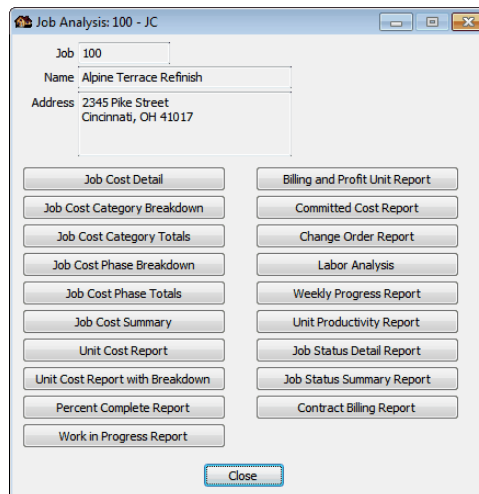 Job Analysis: 100 - JC
Job 100
Name Alpine Terrace Refinish
Address 2345 Pike Street
Cincinnati, OH 41017
Job Cost Detail
Job Cost Category Breakdown
Job Cost Category Totals
Job Cost Phase Breakdown
Job Cost Phase Totals
Job Cost Summary
Unit Cost Report
Unit Cost Report with Breakdown
Percent Complete Report
Work in Progress Report
Billing and Profit Unit Report
Committed Cost Report
Change Order Report
Labor Analysis
Weekly Progress Report
Unit Productivity Report
Job Status Detail Report
Job Status Summary Report
Contract Billing Report
Close